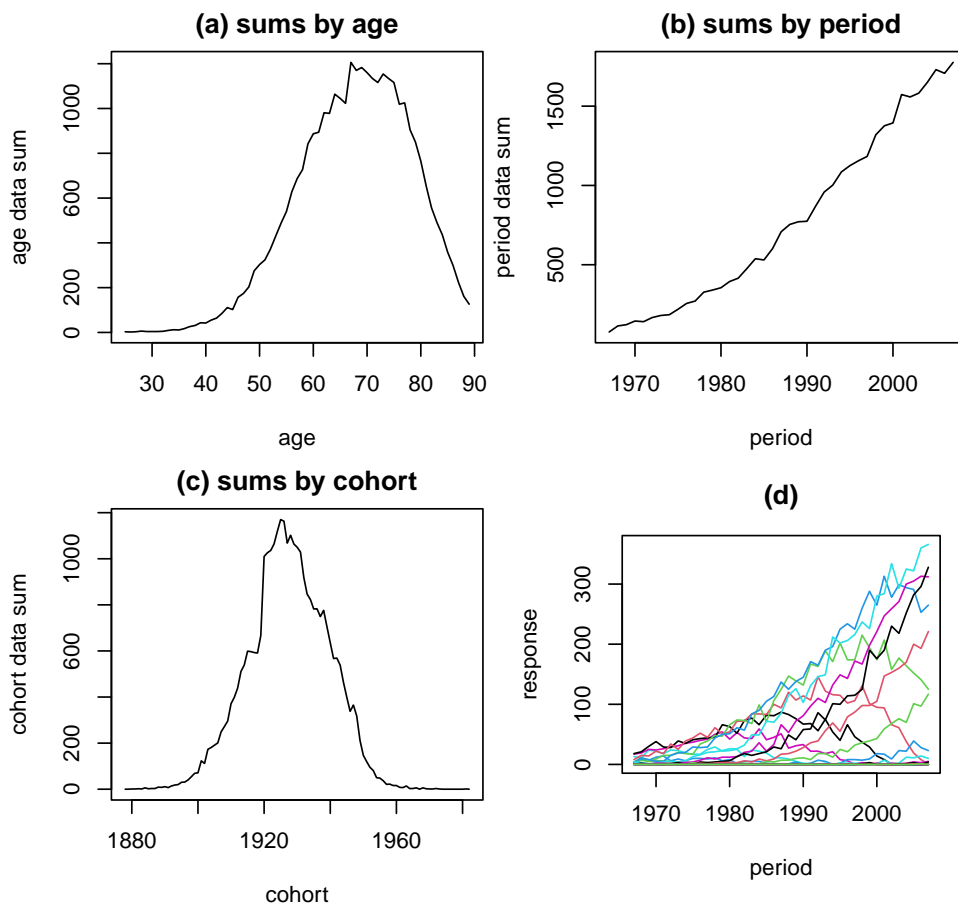 (a) sums by age
age data sum
0 200 600 1000
30 40 50 60 70 80 90
age
(b) sums by period
period data sum
500 1000 1500
1970 1980 1990 2000
period
(c) sums by cohort
cohort data sum
0 200 600 1000
1880 1920 1960
cohort
(d)
response
0 100 200 300
1970 1980 1990 2000
period